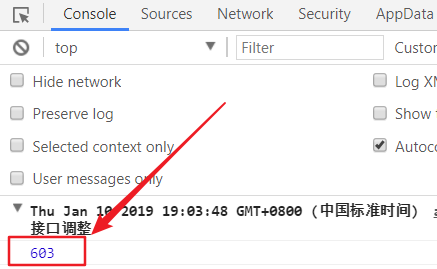 Console Sources Network Security AppData
top Filter Custom
Hide network Log XM
Preserve log Show t
Selected context only Autoco
User messages only
Thu Jan 10 2019 19:03:48 GMT+0800 (中国标准时间)
接口调整
603